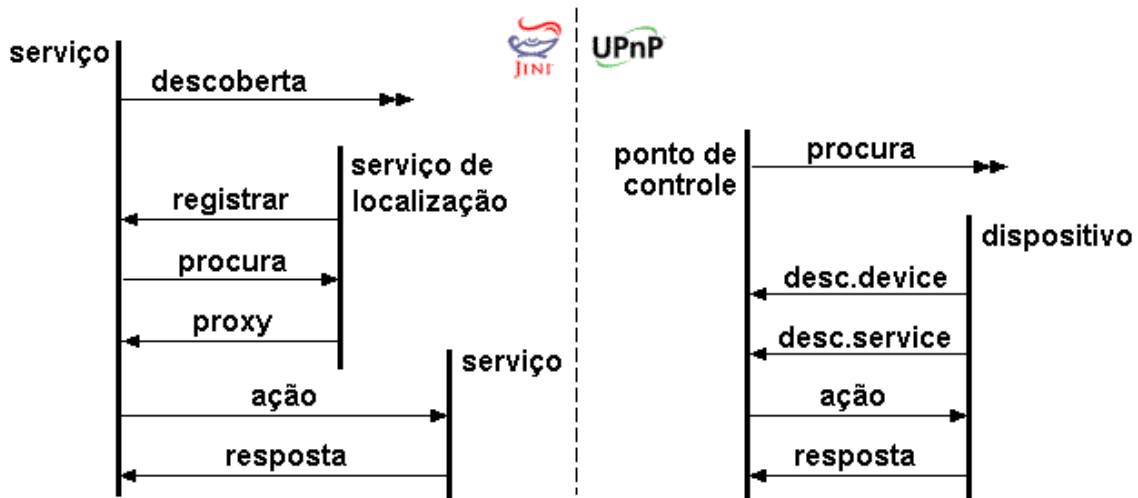 serviço
descoberta
serviço de
localização
registrar
procura
proxy
serviço
ação
resposta
JINI
UPnP
ponto de
controle
procura
dispositivo
desc.device
desc.service
ação
resposta